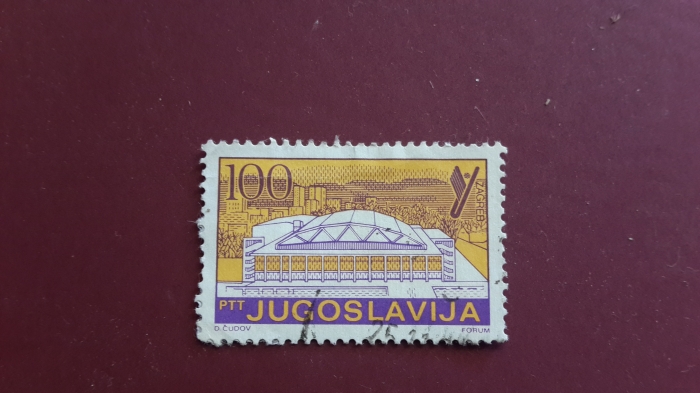 100
ZAGREB
PTT JUGOSLAVIJA
D. ČUDOV FORUM